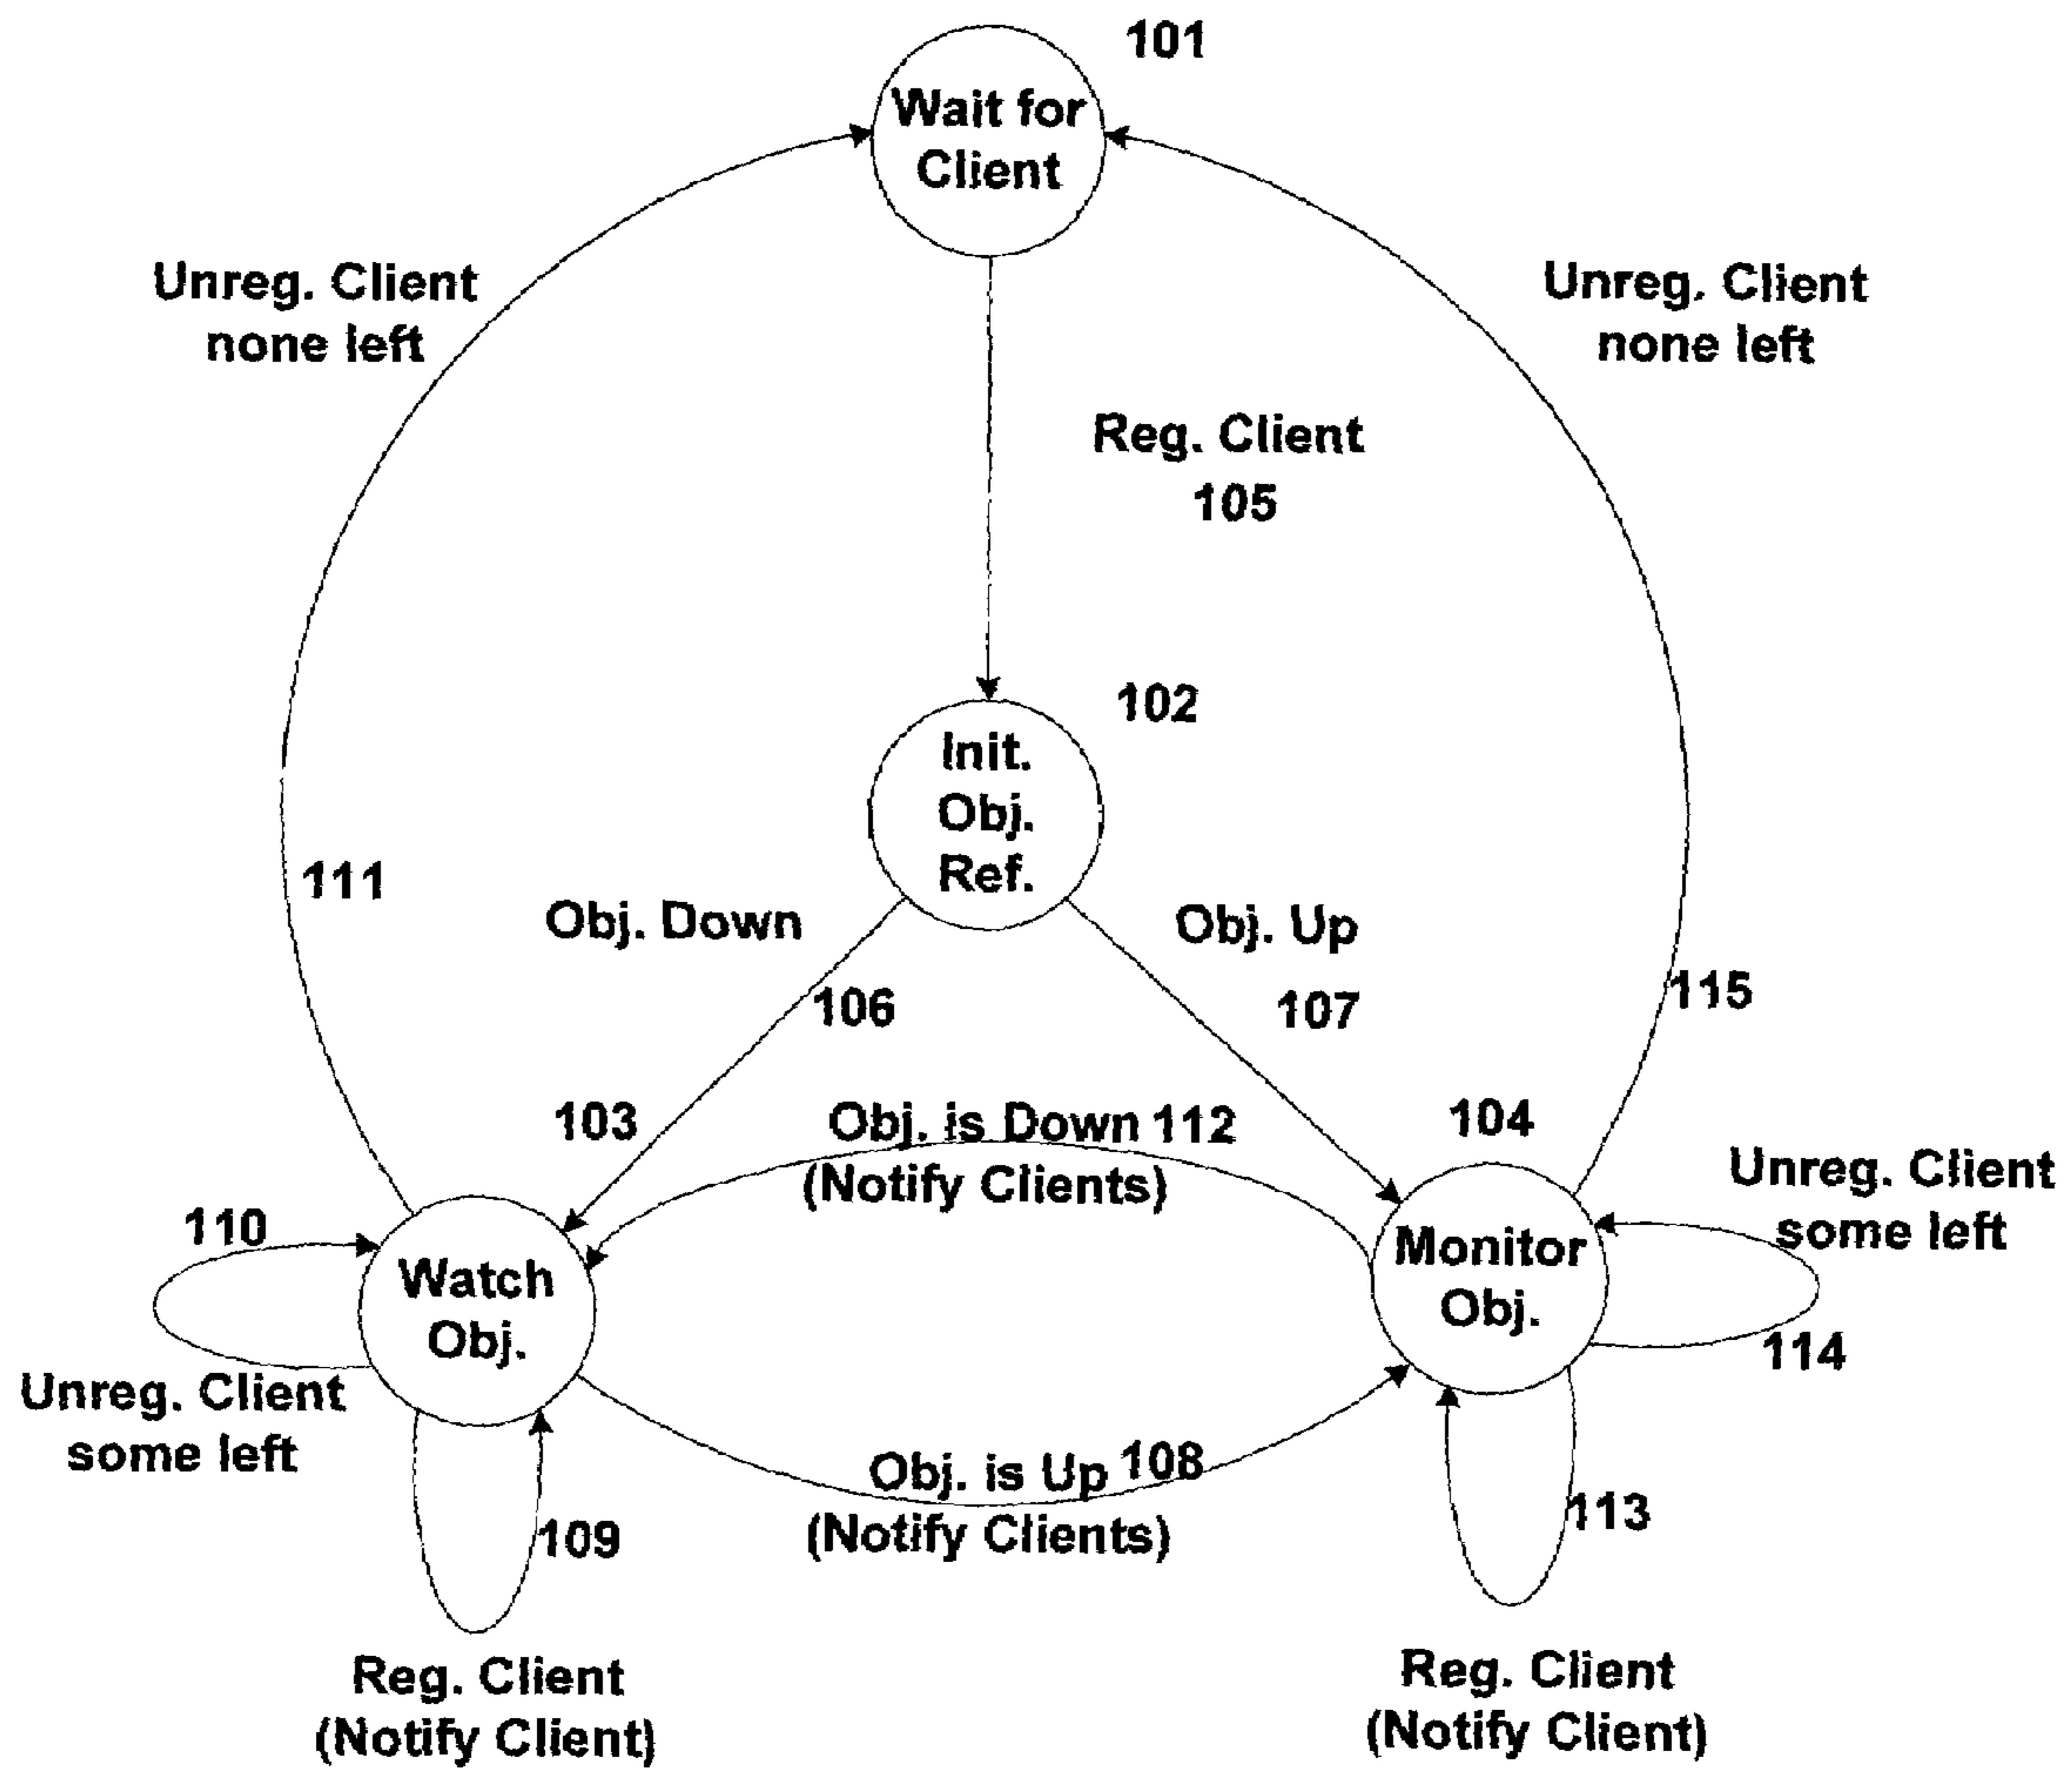 101
Wait for
Client
Unreg. Client
none left
Unreg. Client
none left
Reg. Client
105
102
Init.
Obj.
Ref.
111
Obj. Down
Obj. Up
106
107
115
103
Obj. is Down 112
(Notify Clients)
104
Unreg. Client
some left
110
Watch
Obj.
Monitor
Obj.
114
Unreg. Client
some left
Obj. is Up 108
(Notify Clients)
109
113
Reg. Client
(Notify Client)
Reg. Client
(Notify Client)